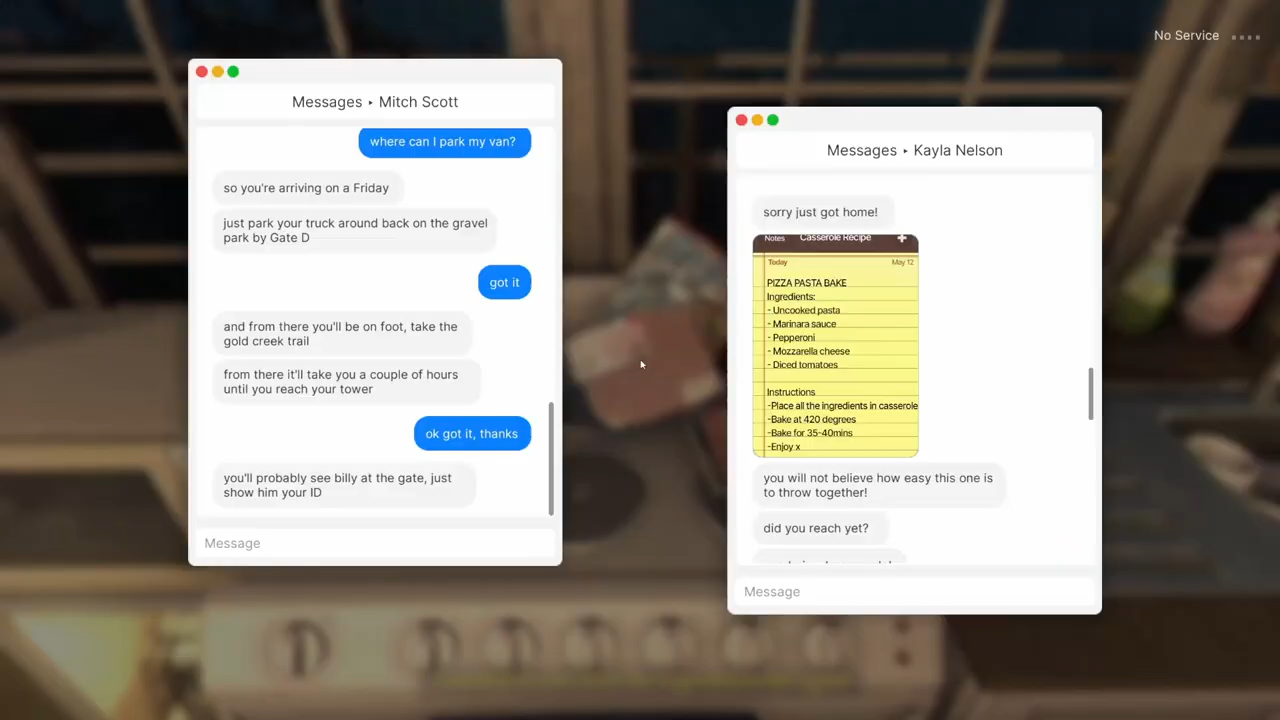 No Service
Messages ▸ Mitch Scott
where can I park my van?
so you're arriving on a Friday
just park your truck around back on the gravel
park by Gate D
got it
and from there you'll be on foot, take the
gold creek trail
from there it'll take you a couple of hours
until you reach your tower
ok got it, thanks
you'll probably see billy at the gate, just
show him your ID
Message
Messages ▸ Kayla Nelson
sorry just got home!
Notes Casserole Recipe +
Today May 12
PIZZA PASTA BAKE
Ingredients:
- Uncooked pasta
- Marinara sauce
- Pepperoni
- Mozzarella cheese
- Diced tomatoes
Instructions
-Place all the ingredients in casserole
-Bake at 420 degrees
-Bake for 35-40mins
-Enjoy x
you will not believe how easy this one is
to throw together!
did you reach yet?
Message